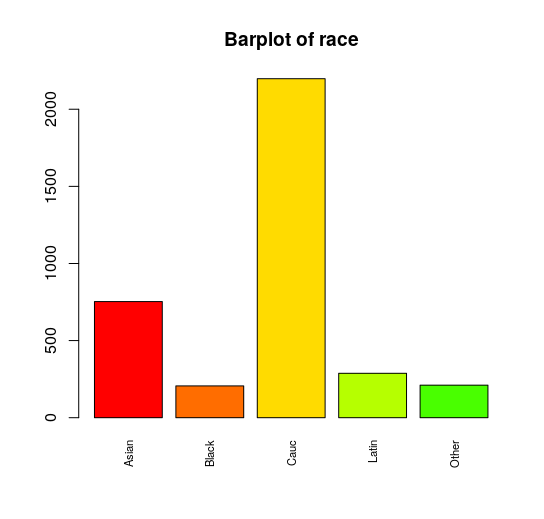 Barplot of race
2000
1500
1000
500
0
Asian
Black
Cauc
Latin
Other